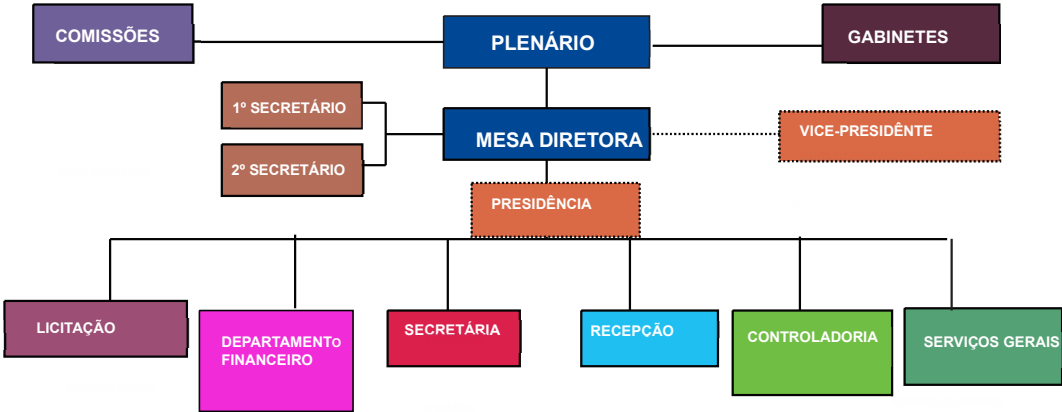 COMISSÕES
PLENÁRIO
GABINETES
1º SECRETÁRIO
2º SECRETÁRIO
MESA DIRETORA
VICE-PRESIDÊNTE
PRESIDÊNCIA
LICITAÇÃO
DEPARTAMENTO
FINANCEIRO
SECRETÁRIA
RECEPÇÃO
CONTROLADORIA
SERVIÇOS GERAIS